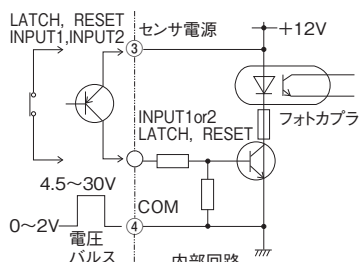 LATCH, RESET
INPUT1,INPUT2
③ センサ電源
+12V
フォトカプラ
INPUT1or2
LATCH, RESET
4.5〜30V
0〜2V
電圧
パルス
④ COM
内部回路